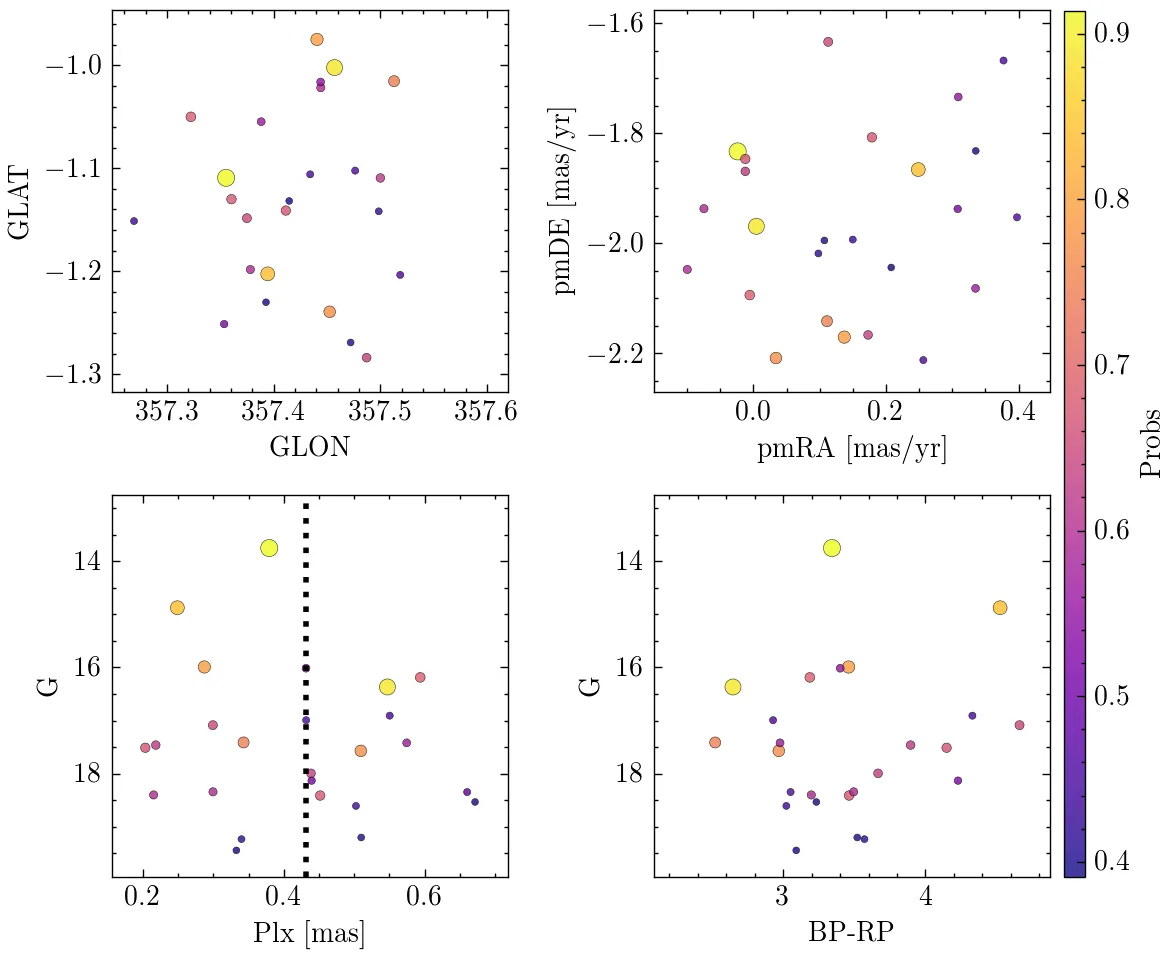 −1.0
−1.1
−1.2
−1.3
GLAT
357.3 357.4 357.5 357.6
GLON
−1.6
−1.8
−2.0
−2.2
pmDE [mas/yr]
0.0 0.2 0.4
pmRA [mas/yr]
14
16
18
G
0.2 0.4 0.6
Plx [mas]
14
16
18
G
3 4
BP-RP
0.9
0.8
0.7
0.6
0.5
0.4
Probs